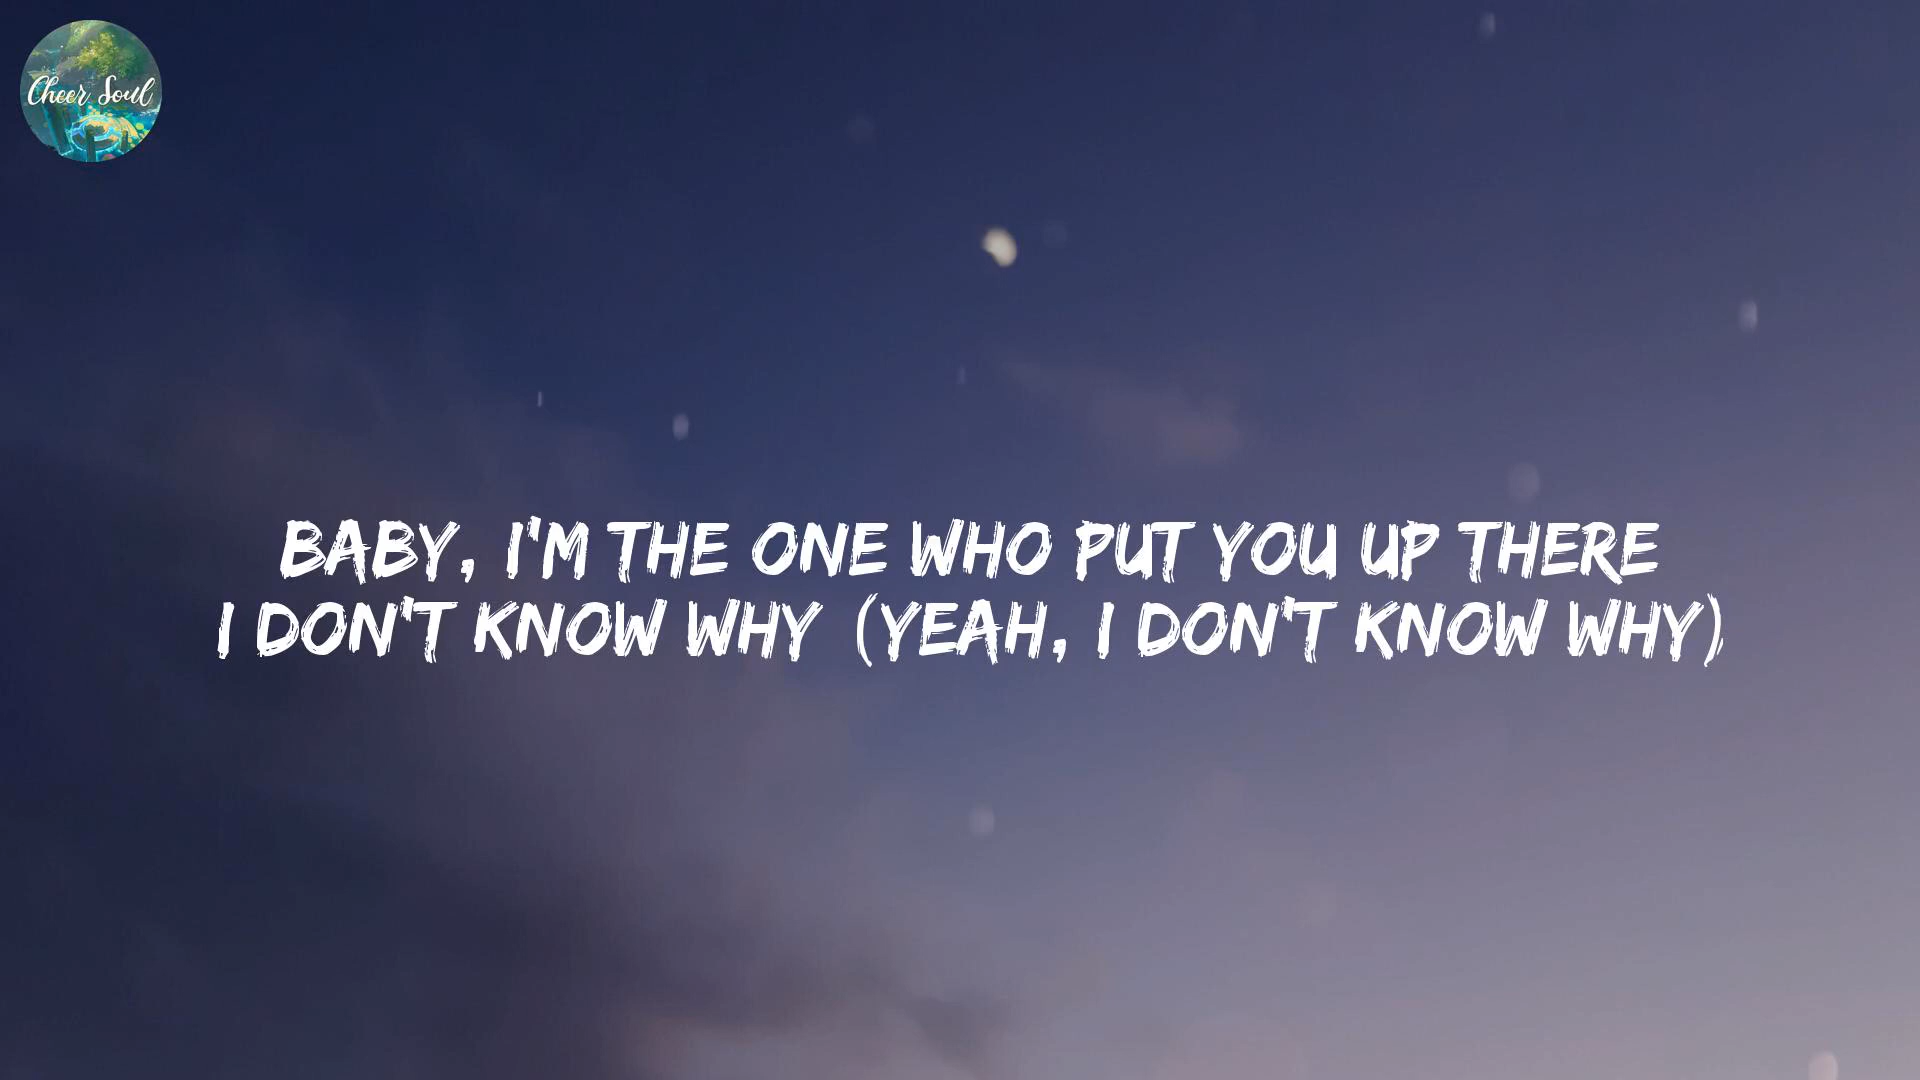 Cheer Soul
BABY, I'M THE ONE WHO PUT YOU UP THERE
I DON'T KNOW WHY (YEAH, I DON'T KNOW WHY)